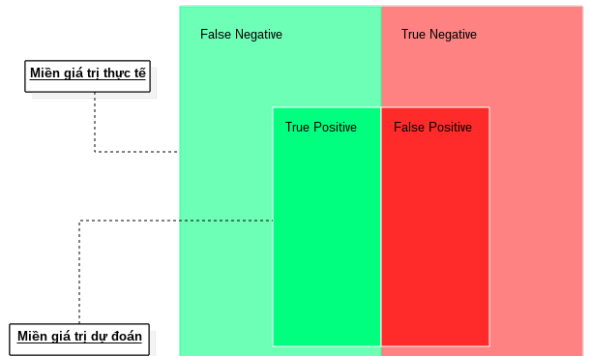 False Negative
True Negative
Miền giá trị thực tế
True Positive
False Positive
Miền giá trị dự đoán